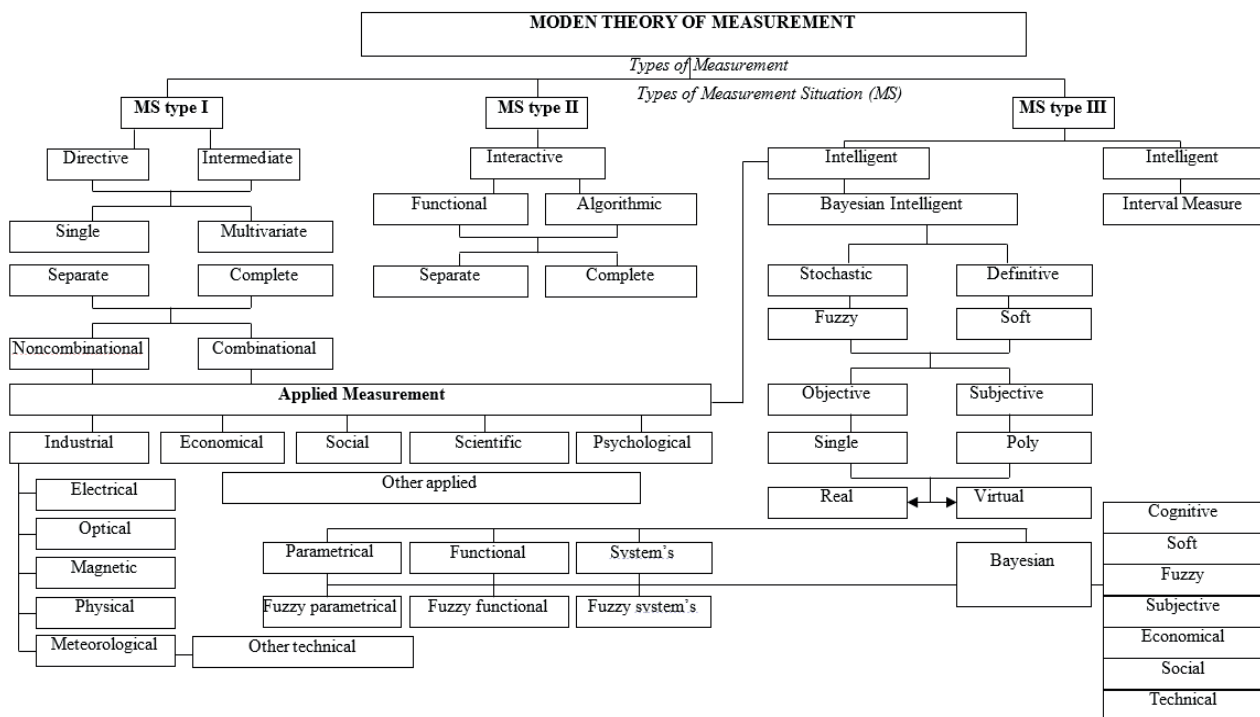 MODEN THEORY OF MEASUREMENT
Types of Measurement
Types of Measurement Situation (MS)
MS type I
MS type II
MS type III
Directive
Intermediate
Interactive
Intelligent
Intelligent
Functional
Algorithmic
Bayesian Intelligent
Interval Measure
Single
Multivariate
Separate
Complete
Separate
Complete
Stochastic
Definitive
Fuzzy
Soft
Noncombinational
Combinational
Applied Measurement
Objective
Subjective
Industrial
Economical
Social
Scientific
Psychological
Single
Poly
Electrical
Other applied
Real
Virtual
Optical
Magnetic
Physical
Meteorological
Other technical
Parametrical
Functional
System's
Bayesian
Fuzzy parametrical
Fuzzy functional
Fuzzy system's
Cognitive
Soft
Fuzzy
Subjective
Economical
Social
Technical